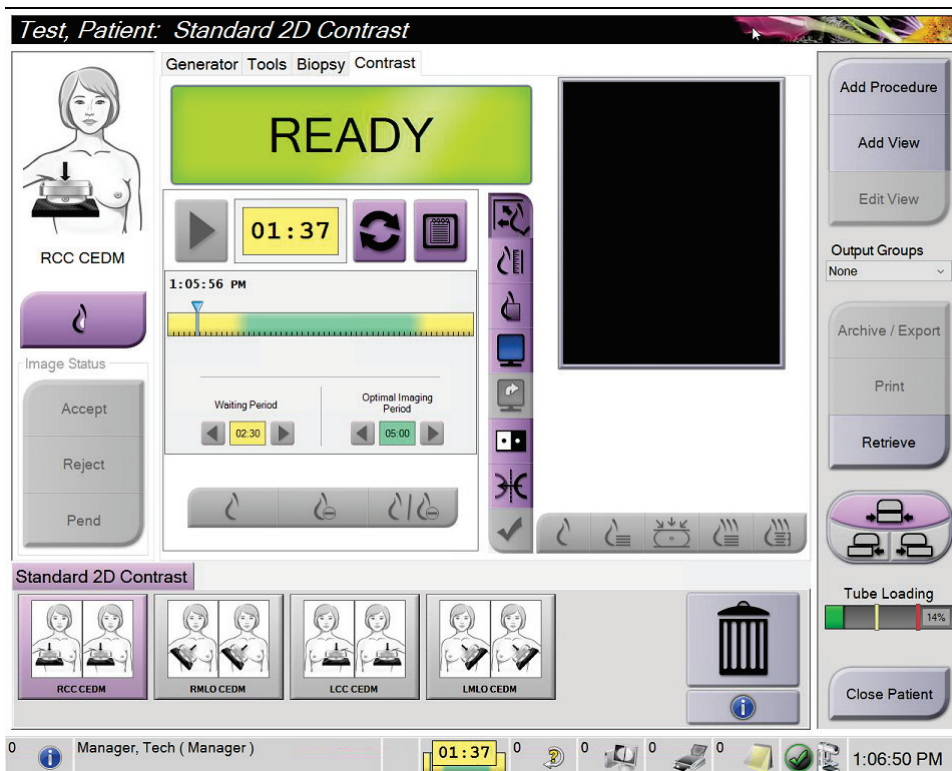 Test, Patient: Standard 2D Contrast
Generator Tools Biopsy Contrast
READY
01:37
1:05:56 PM
Waiting Period
Optimal Imaging
Period
02:30
05:00
RCC CEDM
Image Status
Accept
Reject
Pend
Add Procedure
Add View
Edit View
Output Groups
None
Archive / Export
Print
Retrieve
Tube Loading
14%
Close Patient
Standard 2D Contrast
RCC CEDM
RMLO CEDM
LCC CEDM
LMLO CEDM
0
Manager, Tech ( Manager )
01:37
0
0
0
0
1:06:50 PM